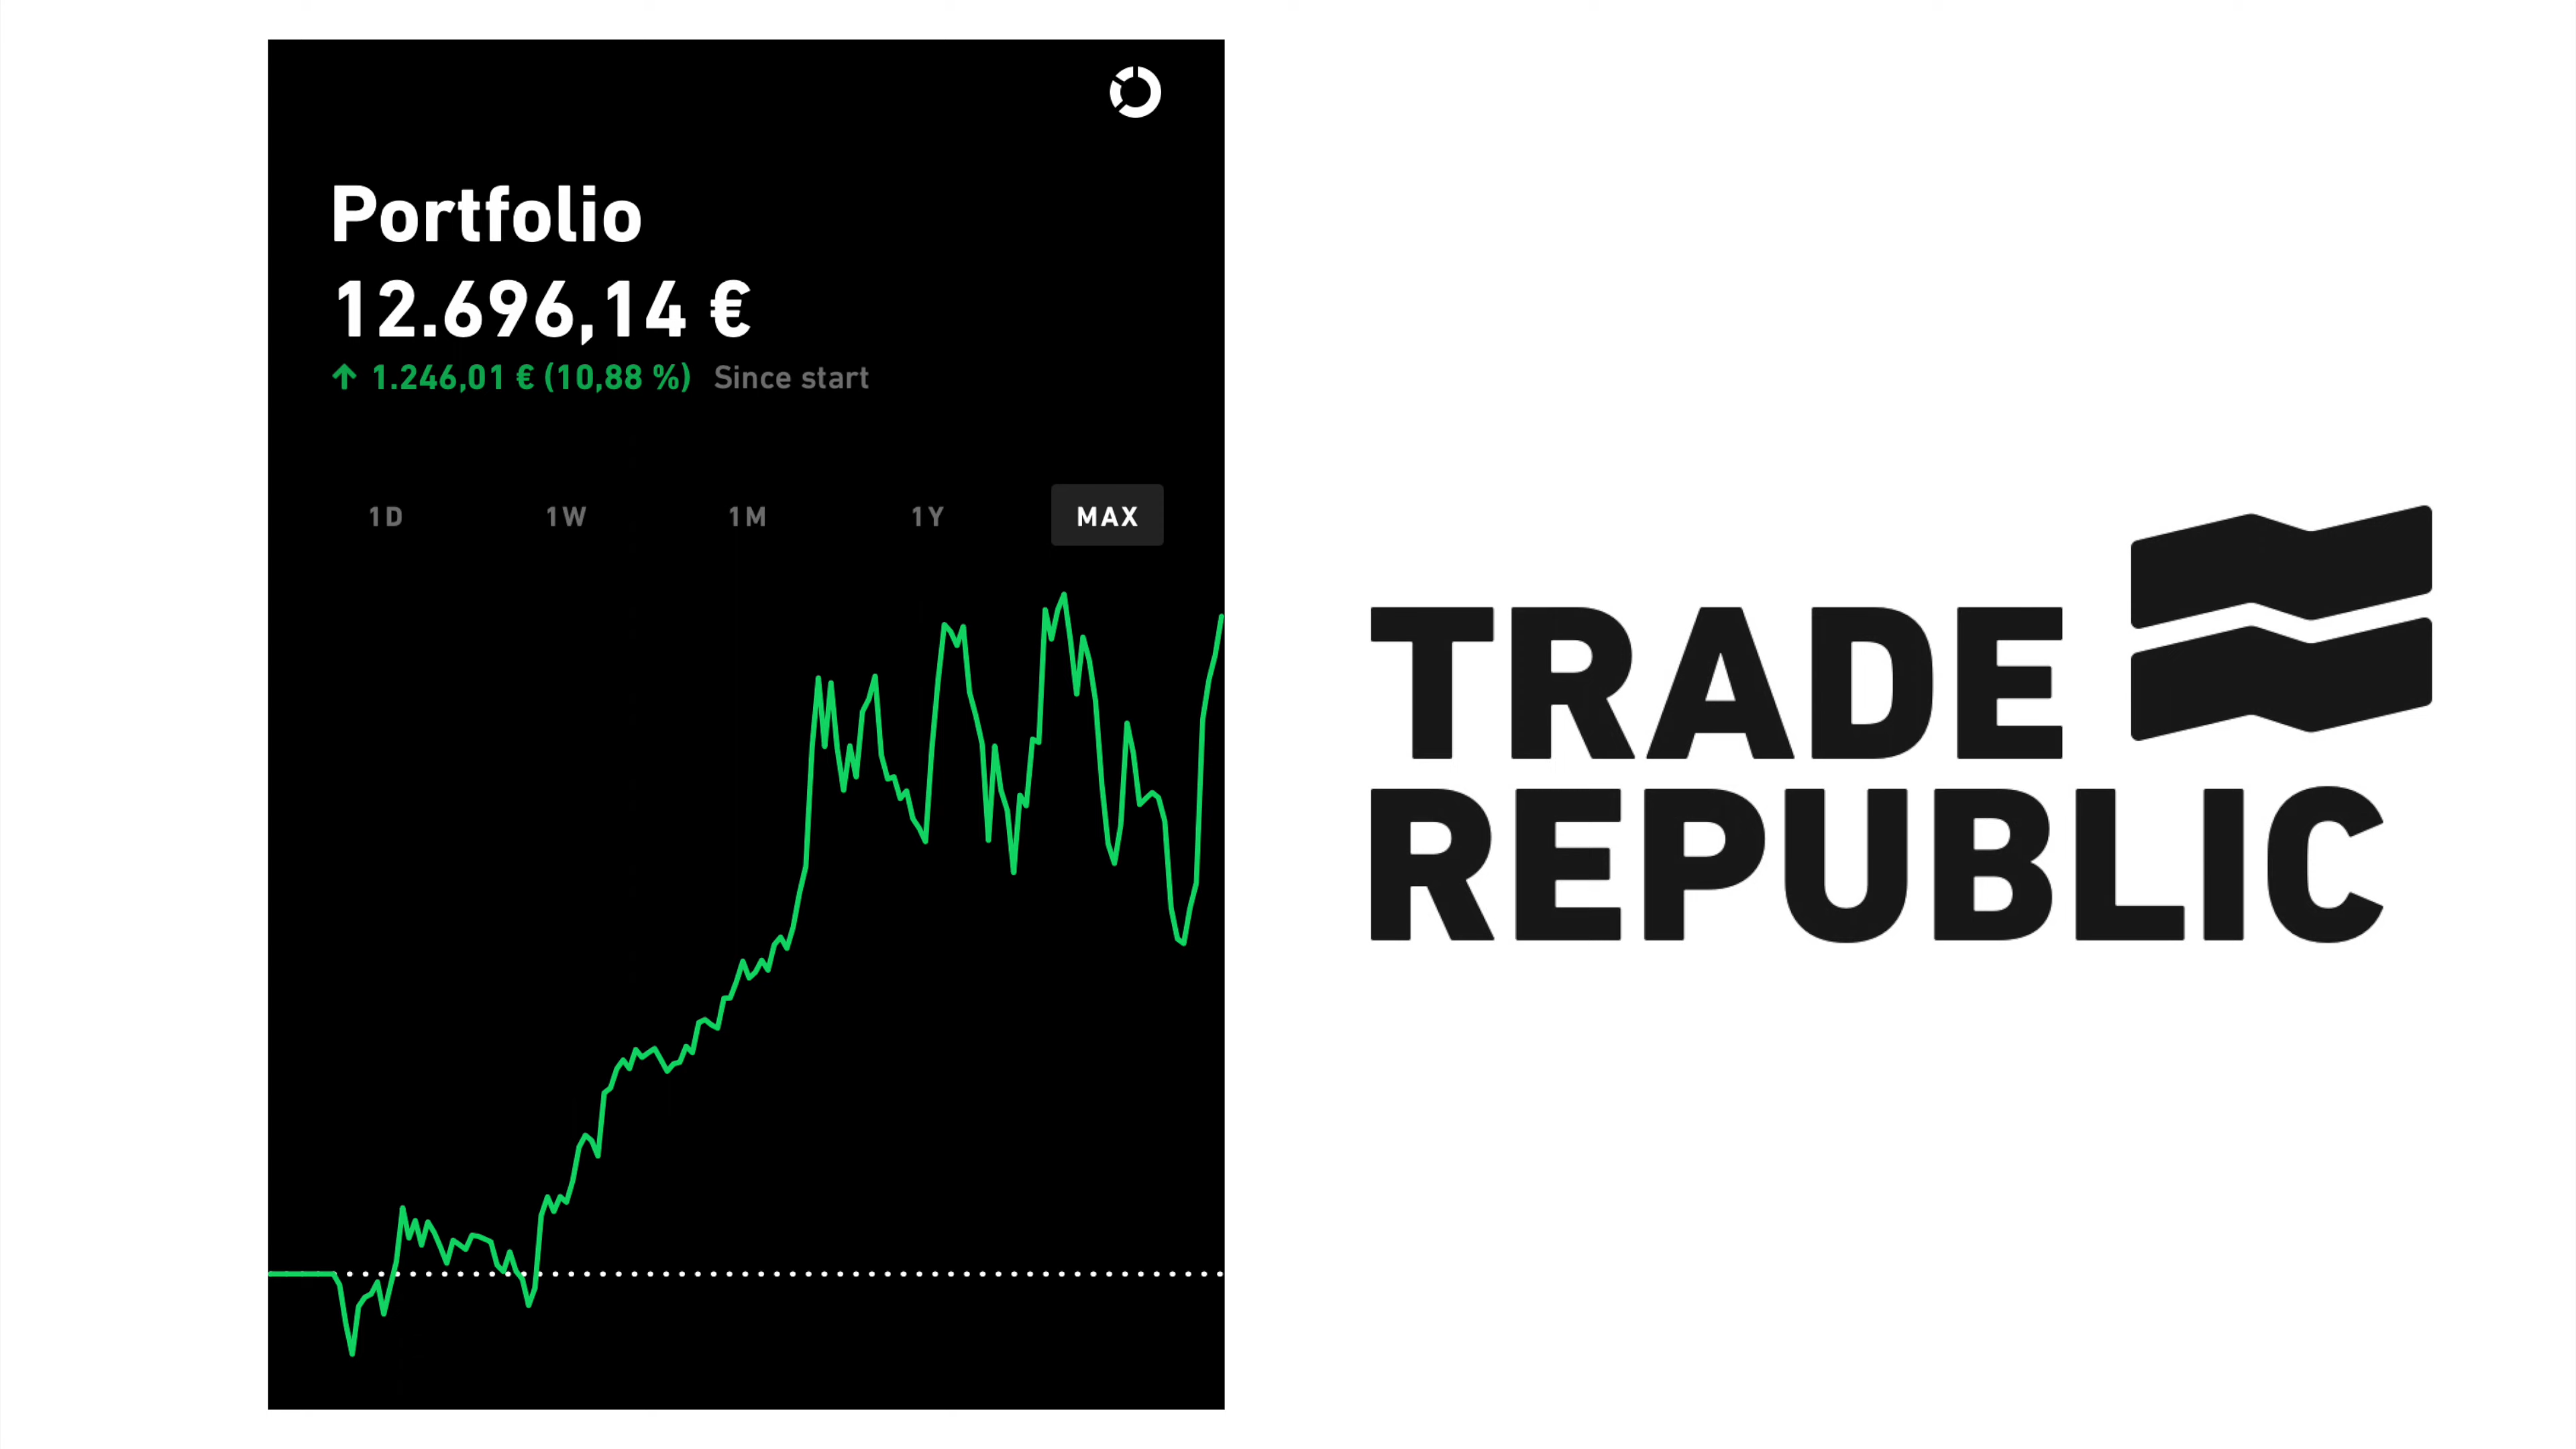 Portfolio
12.696,14 €
↑ 1.246,01 € (10,88 %) Since start
1D 1W 1M 1Y MAX
TRADE
REPUBLIC